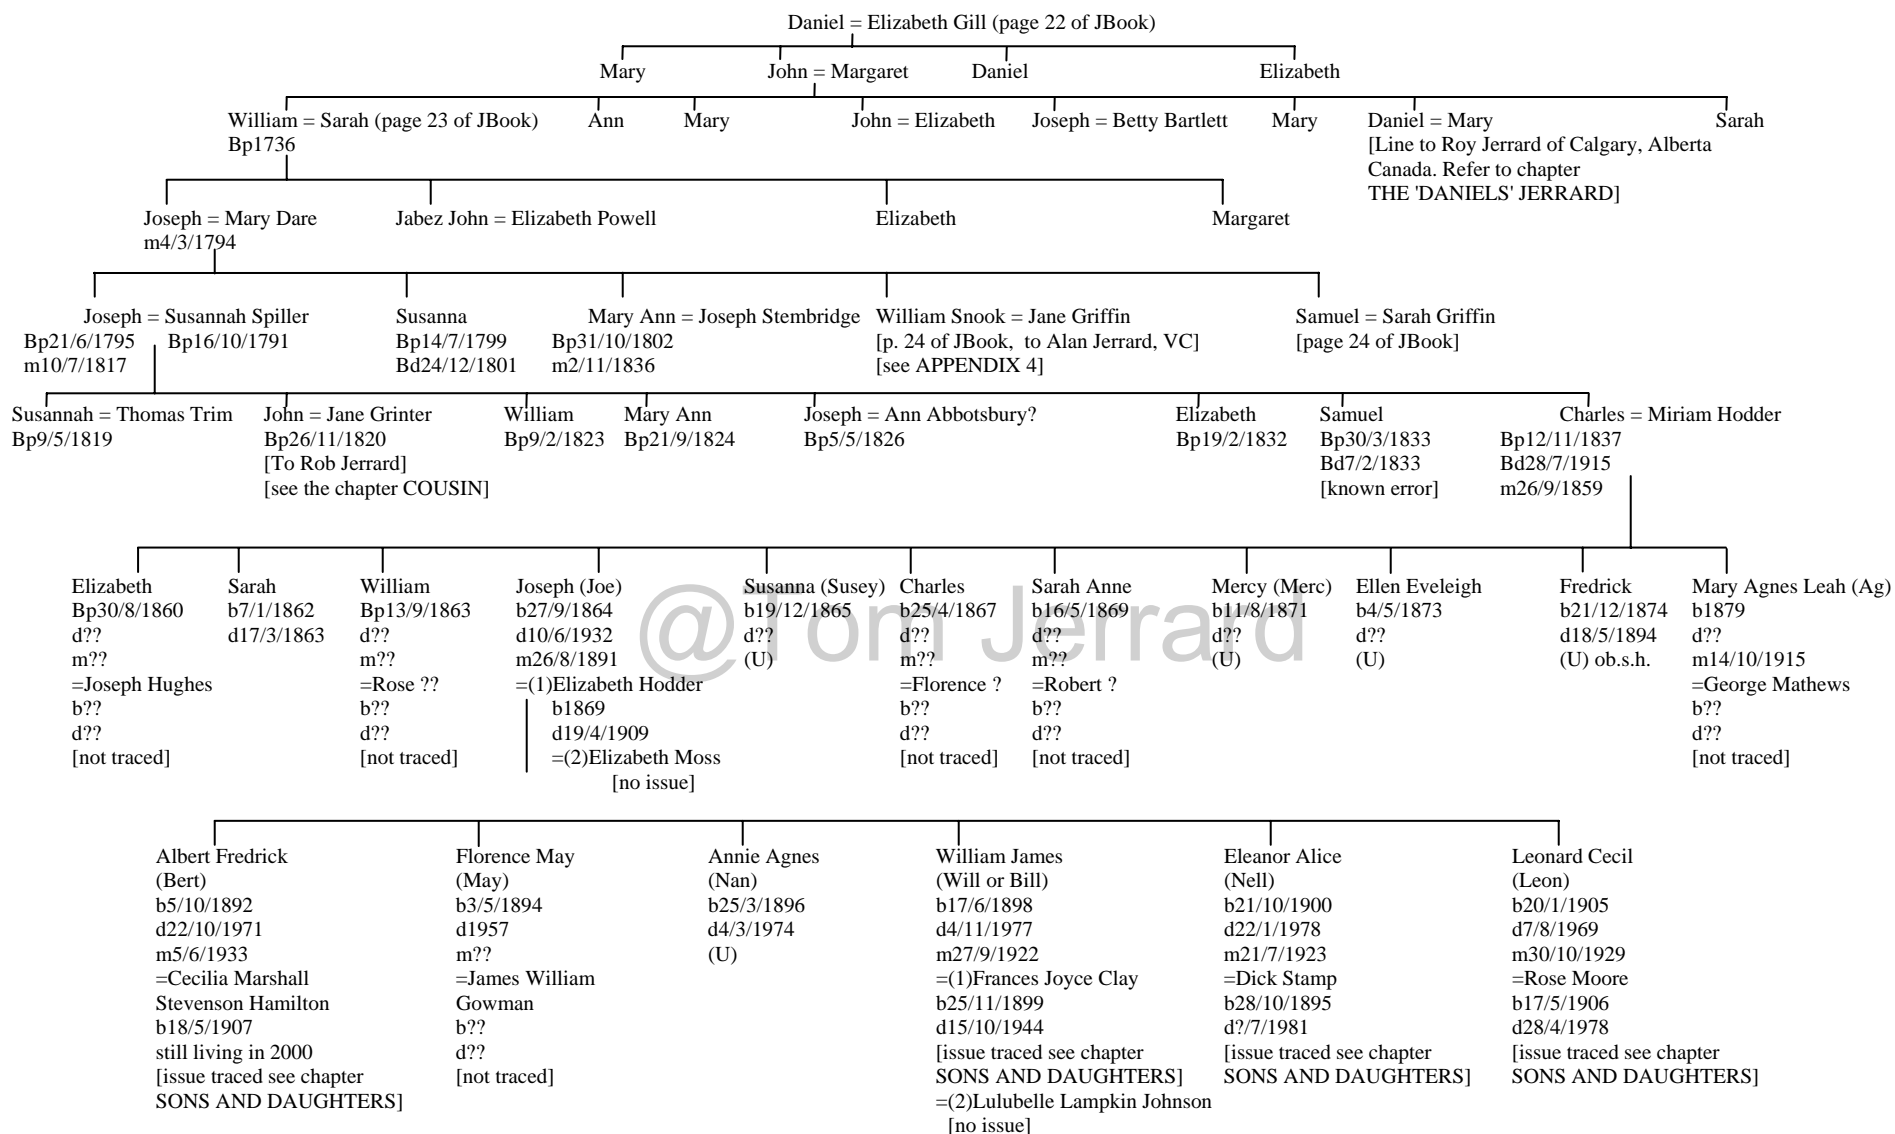 Daniel = Elizabeth Gill (page 22 of JBook)
Mary
John = Margaret
Daniel
Elizabeth
William = Sarah (page 23 of JBook)
Bp1736
Ann
Mary
John = Elizabeth
Joseph = Betty Bartlett
Mary
Daniel = Mary
[Line to Roy Jerrard of Calgary, Alberta
Canada. Refer to chapter
THE 'DANIELS' JERRARD]
Sarah
Joseph = Mary Dare
m4/3/1794
Jabez John = Elizabeth Powell
Elizabeth
Margaret
Joseph = Susannah Spiller
Bp21/6/1795 Bp16/10/1791
m10/7/1817
Susanna
Bp14/7/1799
Bd24/12/1801
Mary Ann = Joseph Stembridge
Bp31/10/1802
m2/11/1836
William Snook = Jane Griffin
[p. 24 of JBook, to Alan Jerrard, VC]
[see APPENDIX 4]
Samuel = Sarah Griffin
[page 24 of JBook]
Susannah = Thomas Trim
Bp9/5/1819
John = Jane Grinter
Bp26/11/1820
[To Rob Jerrard]
[see the chapter COUSIN]
William
Bp9/2/1823
Mary Ann
Bp21/9/1824
Joseph = Ann Abbotsbury?
Bp5/5/1826
Elizabeth
Bp19/2/1832
Samuel
Bp30/3/1833
Bd7/2/1833
[known error]
Charles = Miriam Hodder
Bp12/11/1837
Bd28/7/1915
m26/9/1859
Elizabeth
Bp30/8/1860
d??
m??
=Joseph Hughes
b??
d??
[not traced]
Sarah
b7/1/1862
d17/3/1863
William
Bp13/9/1863
d??
m??
=Rose ??
b??
d??
[not traced]
Joseph (Joe)
b27/9/1864
d10/6/1932
m26/8/1891
=(1)Elizabeth Hodder
b1869
d19/4/1909
=(2)Elizabeth Moss
[no issue]
Susanna (Susey)
b19/12/1865
d??
(U)
Charles
b25/4/1867
d??
m??
=Florence ?
b??
d??
[not traced]
Sarah Anne
b16/5/1869
d??
m??
=Robert ?
b??
d??
[not traced]
Mercy (Merc)
b11/8/1871
d??
(U)
Ellen Eveleigh
b4/5/1873
d??
(U)
Fredrick
b21/12/1874
d18/5/1894
(U) ob.s.h.
Mary Agnes Leah (Ag)
b1879
d??
m14/10/1915
=George Mathews
b??
d??
[not traced]
@Tom Jerrard
Albert Fredrick
(Bert)
b5/10/1892
d22/10/1971
m5/6/1933
=Cecilia Marshall
Stevenson Hamilton
b18/5/1907
still living in 2000
[issue traced see chapter
SONS AND DAUGHTERS]
Florence May
(May)
b3/5/1894
d1957
m??
=James William
Gowman
b??
d??
[not traced]
Annie Agnes
(Nan)
b25/3/1896
d4/3/1974
(U)
William James
(Will or Bill)
b17/6/1898
d4/11/1977
m27/9/1922
=(1)Frances Joyce Clay
b25/11/1899
d15/10/1944
[issue traced see chapter
SONS AND DAUGHTERS]
=(2)Lulubelle Lampkin Johnson
[no issue]
Eleanor Alice
(Nell)
b21/10/1900
d22/1/1978
m21/7/1923
=Dick Stamp
b28/10/1895
d?/7/1981
[issue traced see chapter
SONS AND DAUGHTERS]
Leonard Cecil
(Leon)
b20/1/1905
d7/8/1969
m30/10/1929
=Rose Moore
b17/5/1906
d28/4/1978
[issue traced see chapter
SONS AND DAUGHTERS]